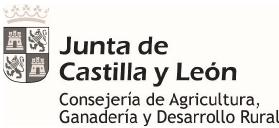 Junta de
Castilla y León
Consejería de Agricultura,
Ganadería y Desarrollo Rural